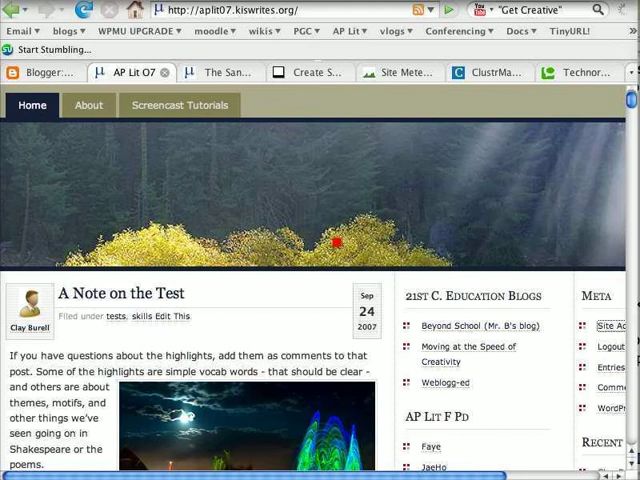 http://aplit07.kiswrites.org/
"Get Creative"
Email blogs WPMU UPGRADE moodle wikis PGC AP Lit vlogs Conferencing Docs TinyURL!
Start Stumbling...
Blogger:... AP Lit O7 The San... Create S... Site Mete... ClustrMa... Technor...
Home About Screencast Tutorials
A Note on the Test
Filed under tests, skills Edit This
Clay Burell
Sep
24
2007
If you have questions about the highlights, add them as comments to that
post. Some of the highlights are simple vocab words - that should be clear -
and others are about
themes, motifs, and
other things we've
seen going on in
Shakespeare or the
poems.
21st C. Education Blogs
Beyond School (Mr. B's blog)
Moving at the Speed of
Creativity
Weblogg-ed
AP Lit F Pd
Faye
JaeHo
Meta
Site Ac
Logout
Entries
Comme
WordPr
Recent